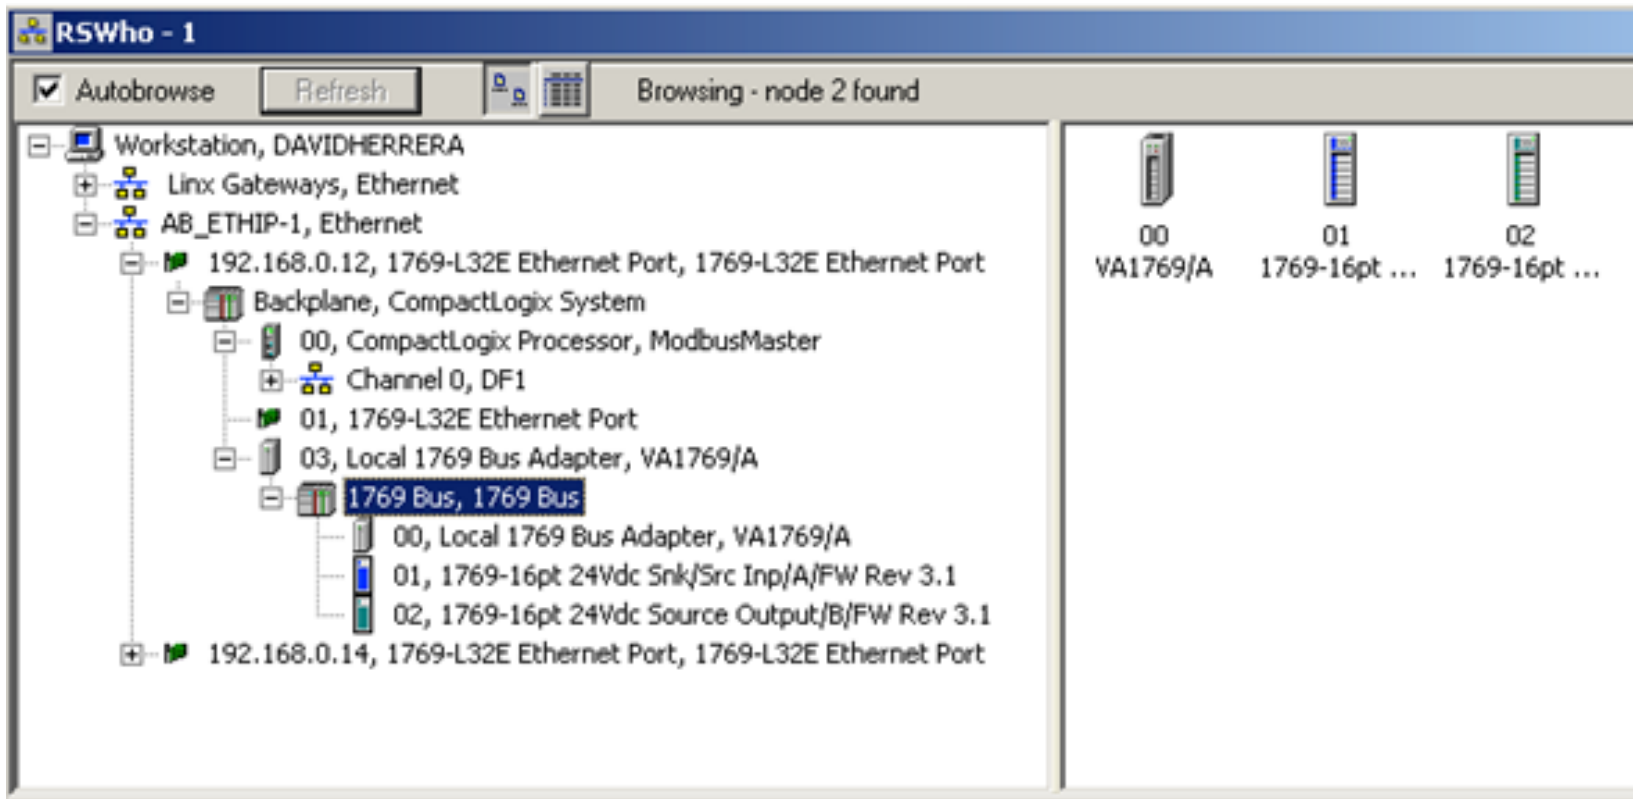 RSWho - 1
Autobrowse Refresh Browsing - node 2 found
Workstation, DAVIDHERRERA
Linx Gateways, Ethernet
AB_ETHIP-1, Ethernet
192.168.0.12, 1769-L32E Ethernet Port, 1769-L32E Ethernet Port
Backplane, CompactLogix System
00, CompactLogix Processor, ModbusMaster
Channel 0, DF1
01, 1769-L32E Ethernet Port
03, Local 1769 Bus Adapter, VA1769/A
1769 Bus, 1769 Bus
00, Local 1769 Bus Adapter, VA1769/A
01, 1769-16pt 24Vdc Snk/Src Inp/A/FW Rev 3.1
02, 1769-16pt 24Vdc Source Output/B/FW Rev 3.1
192.168.0.14, 1769-L32E Ethernet Port, 1769-L32E Ethernet Port
00 01 02
VA1769/A 1769-16pt ... 1769-16pt ...